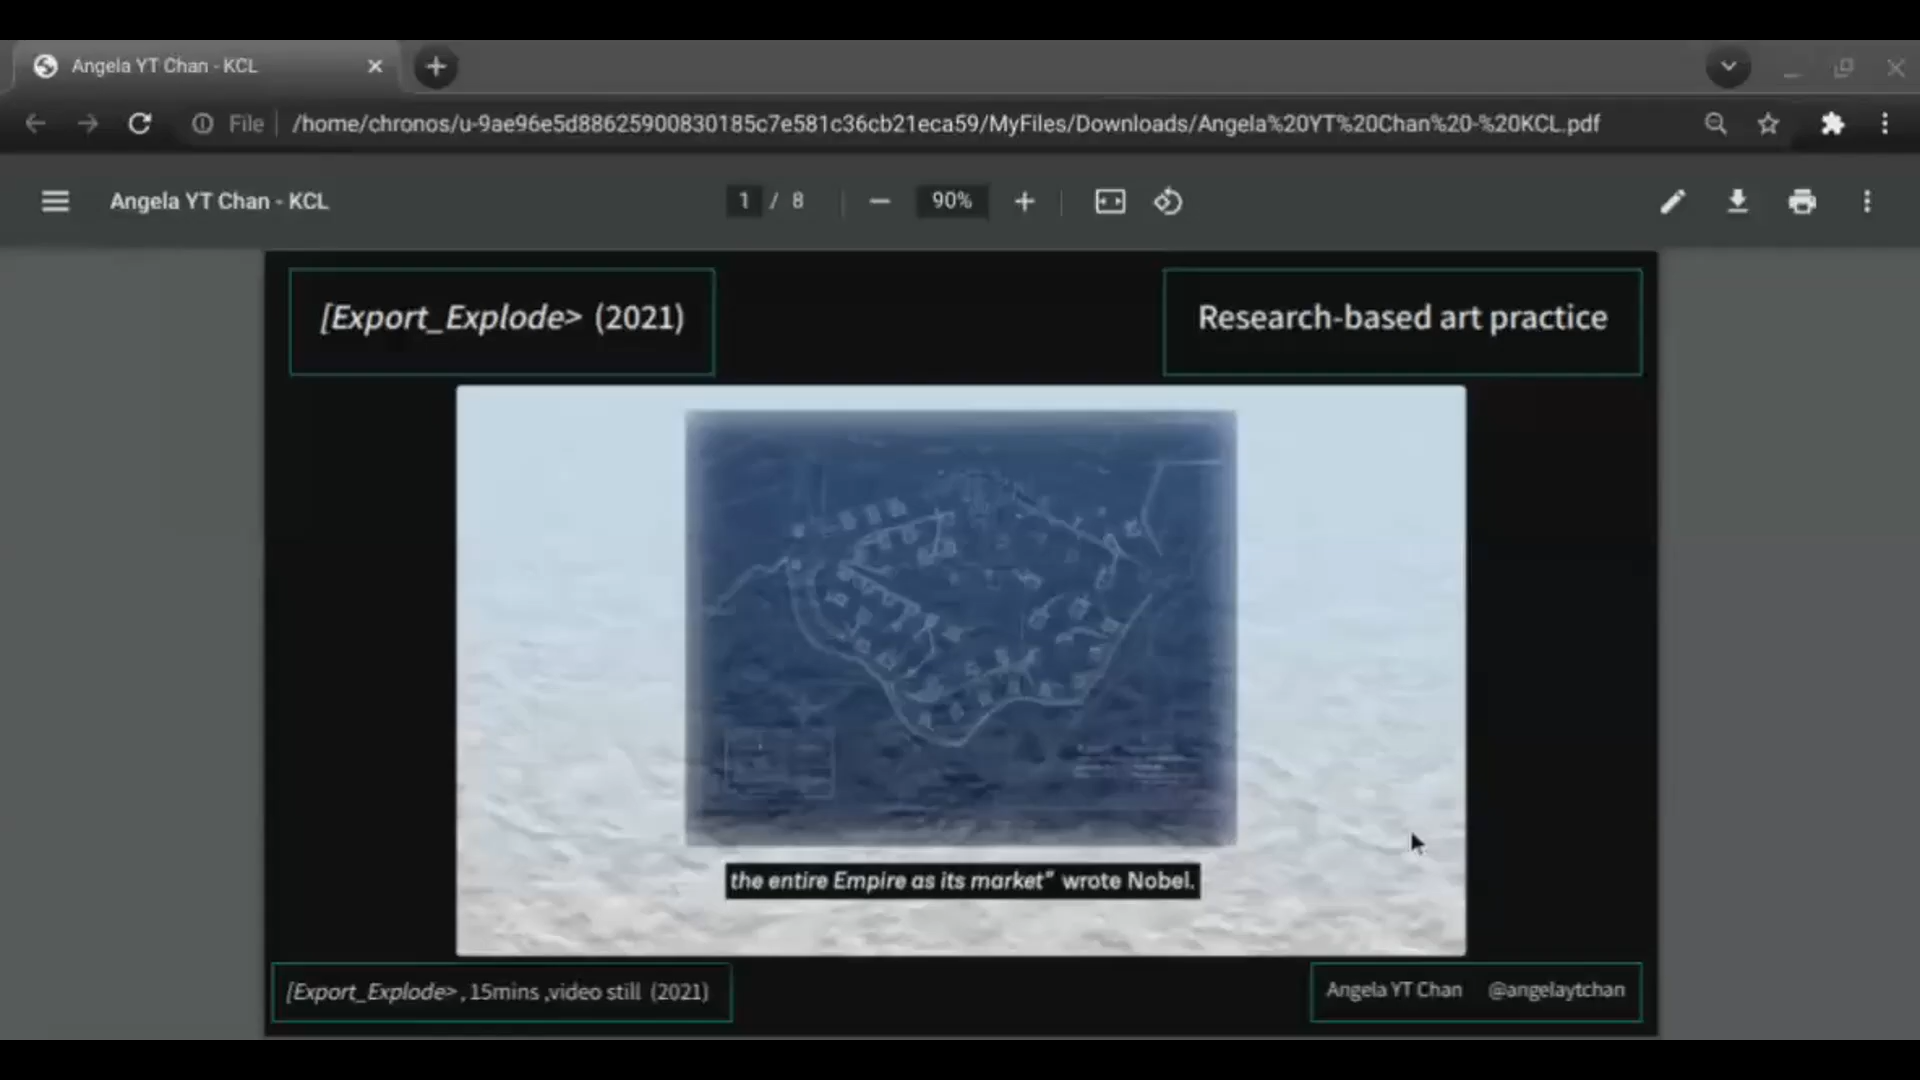 Angela YT Chan - KCL
File
/home/chronos/u-9ae96e5d88625900830185c7e581c36cb21eca59/MyFiles/Downloads/Angela%20YT%20Chan%20-%20KCL.pdf
Angela YT Chan - KCL
1 / 8
90%
[Export_Explode> (2021)
Research-based art practice
the entire Empire as its market" wrote Nobel.
[Export_Explode> , 15mins ,video still (2021)
Angela YT Chan @angelaytchan